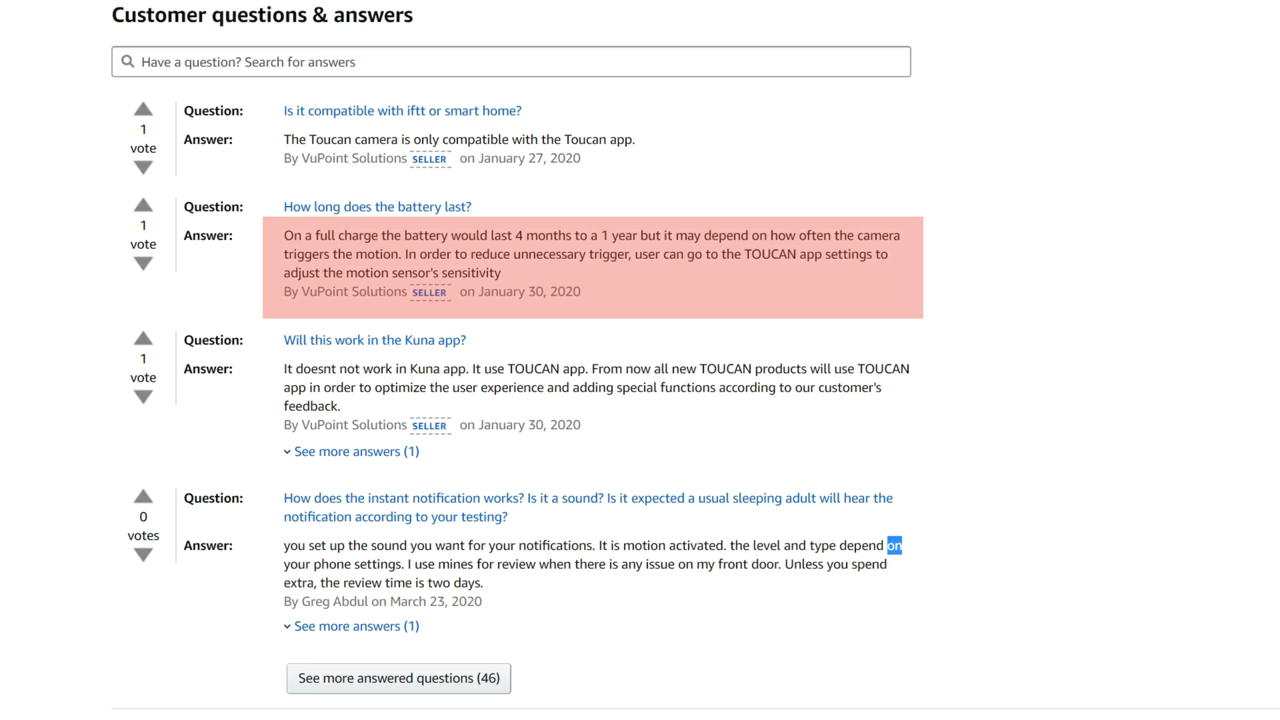 Customer questions & answers
Have a question? Search for answers
1
vote
Question: Is it compatible with iftt or smart home?
Answer: The Toucan camera is only compatible with the Toucan app.
By VuPoint Solutions SELLER on January 27, 2020
1
vote
Question: How long does the battery last?
Answer: On a full charge the battery would last 4 months to a 1 year but it may depend on how often the camera
triggers the motion. In order to reduce unnecessary trigger, user can go to the TOUCAN app settings to
adjust the motion sensor's sensitivity
By VuPoint Solutions SELLER on January 30, 2020
1
vote
Question: Will this work in the Kuna app?
Answer: It doesnt not work in Kuna app. It use TOUCAN app. From now all new TOUCAN products will use TOUCAN
app in order to optimize the user experience and adding special functions according to our customer's
feedback.
By VuPoint Solutions SELLER on January 30, 2020
See more answers (1)
0
votes
Question: How does the instant notification works? Is it a sound? Is it expected a usual sleeping adult will hear the
notification according to your testing?
Answer: you set up the sound you want for your notifications. It is motion activated. the level and type depend on
your phone settings. I use mines for review when there is any issue on my front door. Unless you spend
extra, the review time is two days.
By Greg Abdul on March 23, 2020
See more answers (1)
See more answered questions (46)